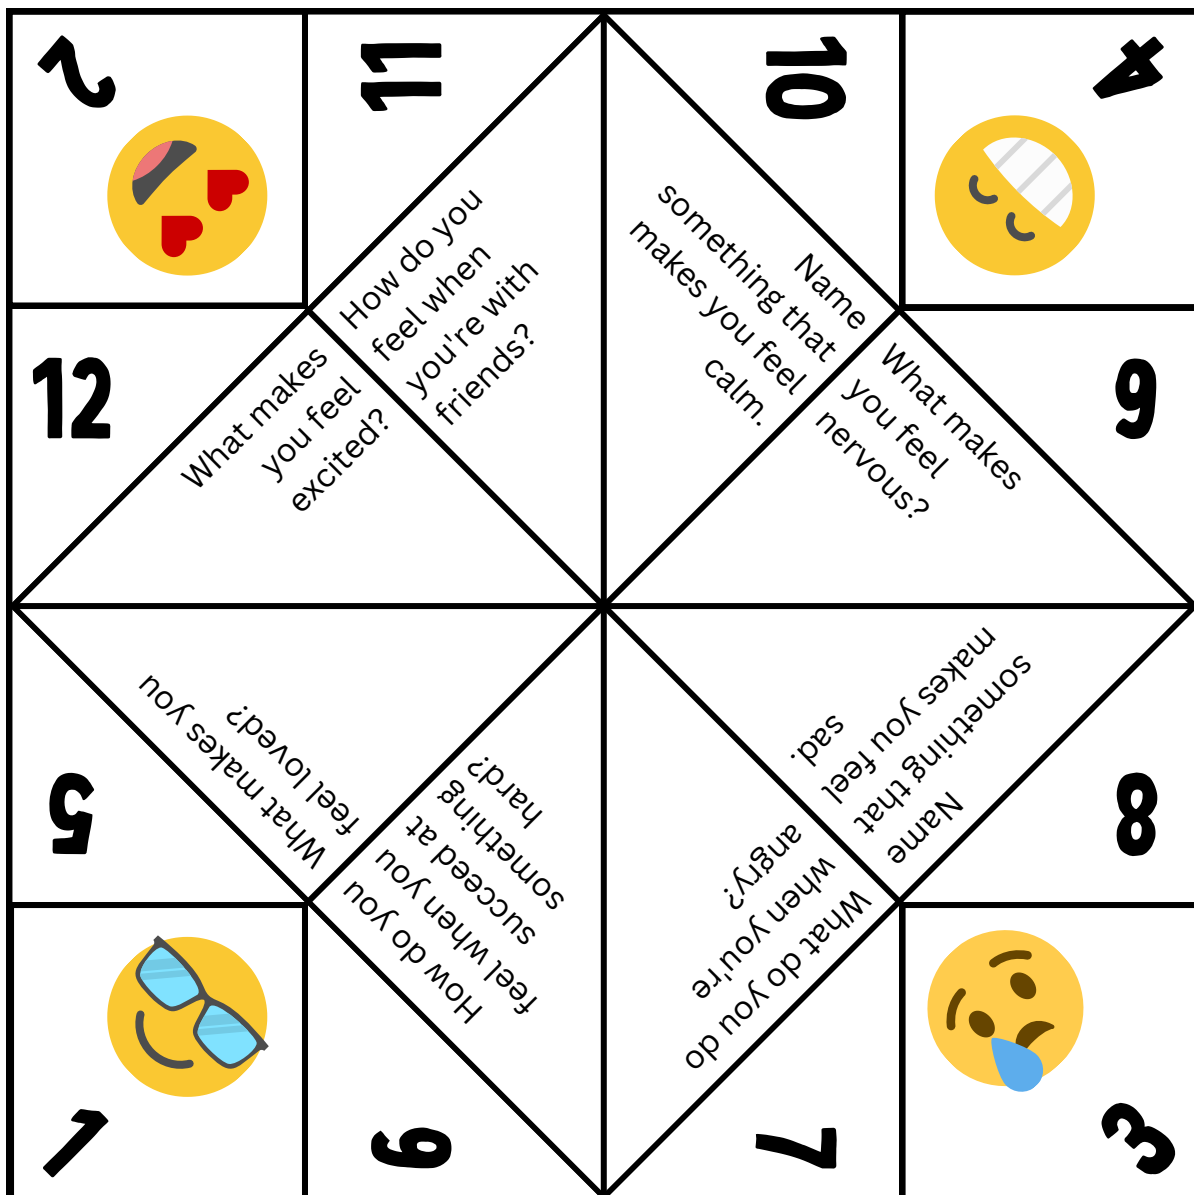 2
11
10
4
How do you
feel when
you're with
friends?
Name
something that
makes you feel
calm.
12
What makes
you feel
excited?
What makes
you feel
nervous?
9
5
What makes you
feel loved?
Name
something that
makes you feel
sad.
8
How do you
feel when you
succeed at
something
hard?
What do you do
when you're
angry?
1
6
7
3